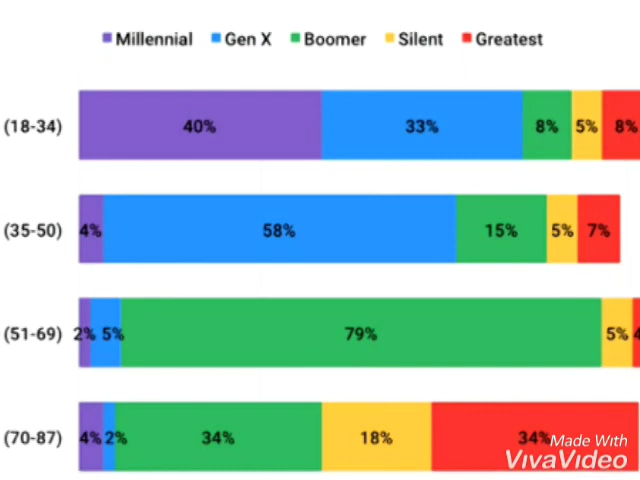 Millennial Gen X Boomer Silent Greatest
(18-34) 40% 33% 8% 5% 8%
(35-50) 4% 58% 15% 5% 7%
(51-69) 2% 5% 79% 5% 4
(70-87) 4% 2% 34% 18% 34%
Made With
VivaVideo